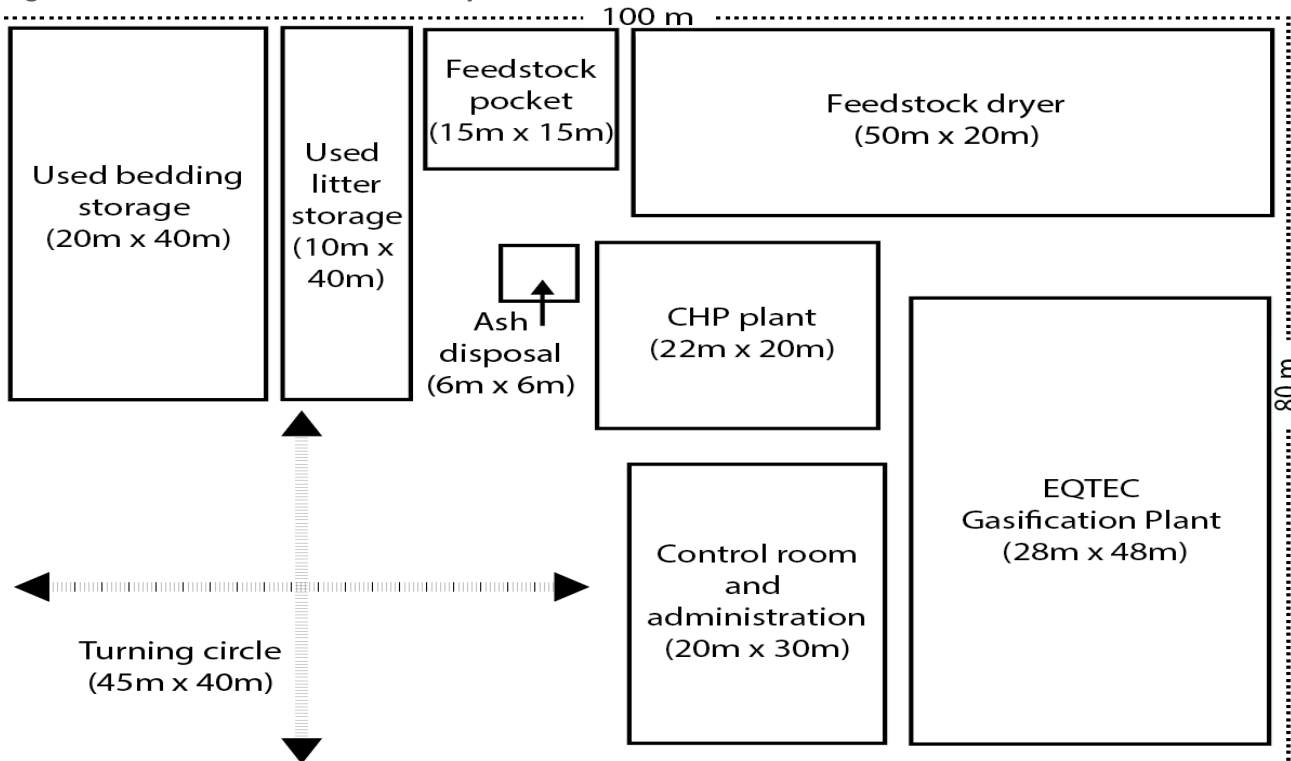 100 m
Used bedding
storage
(20m x 40m)
Used
litter
storage
(10m x
40m)
Feedstock
pocket
(15m x 15m)
Feedstock dryer
(50m x 20m)
Ash
disposal
(6m x 6m)
CHP plant
(22m x 20m)
80 m
EQTEC
Gasification Plant
(28m x 48m)
Control room
and
administration
(20m x 30m)
Turning circle
(45m x 40m)